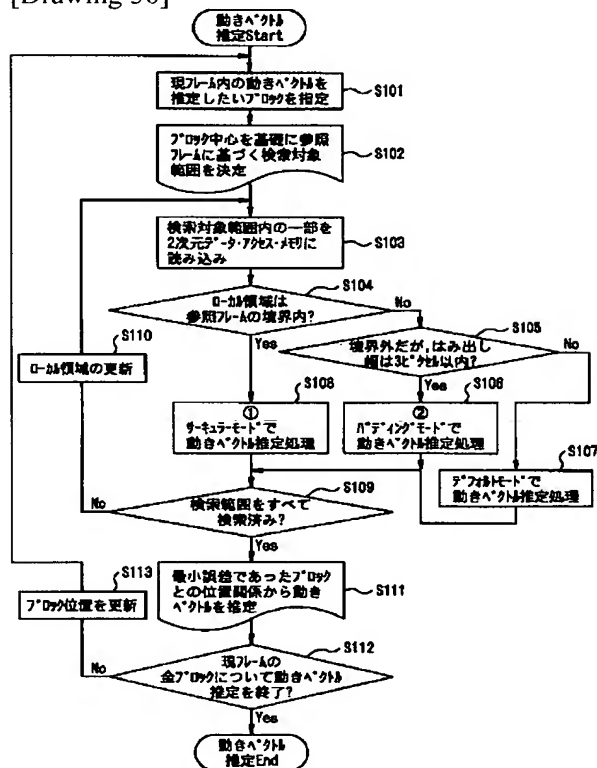 [Drawing 36]
動きベクトル
推定Start
現フレーム内の動きベクトルを
推定したいブロックを指定
S101
ブロック中心を基礎に参照
フレームに基づく検索対象
範囲を決定
S102
検索対象範囲内の一部を
2次元データ・アクセス・メモリに
読み込み
S103
S104
ローカル領域は
参照フレームの境界内?
No
Yes
S105
境界外だが、はみ出し
幅は3ピクセル以内?
No
Yes
S110
ローカル領域の更新
S108
①
サーキュラーモードで
動きベクトル推定処理
S106
②
パディングモードで
動きベクトル推定処理
S107
デフォルトモードで
動きベクトル推定処理
S109
検索範囲をすべて
検索済み?
No
Yes
S113
ブロック位置を更新
最小誤差であったブロック
との位置関係から動き
ベクトルを推定
S111
S112
現フレームの
全ブロックについて動きベクトル
推定を終了?
No
Yes
動きベクトル
推定End